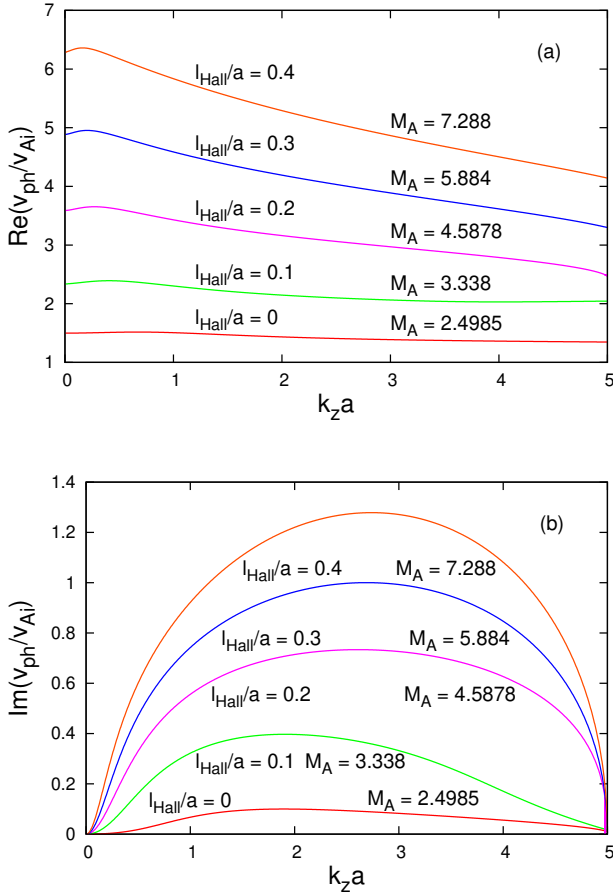 7
(a)
l_Hall/a = 0.4
6
M_A = 7.288
5
l_Hall/a = 0.3
M_A = 5.884
Re(v_ph/v_Ai)
4
l_Hall/a = 0.2
M_A = 4.5878
3
l_Hall/a = 0.1
M_A = 3.338
2
l_Hall/a = 0
M_A = 2.4985
1
0 1 2 3 4 5
k_z a
1.4
(b)
1.2
l_Hall/a = 0.4 M_A = 7.288
1
Im(v_ph/v_Ai)
0.8
l_Hall/a = 0.3 M_A = 5.884
0.6
l_Hall/a = 0.2 M_A = 4.5878
0.4
l_Hall/a = 0.1 M_A = 3.338
0.2
l_Hall/a = 0 M_A = 2.4985
0
0 1 2 3 4 5
k_z a